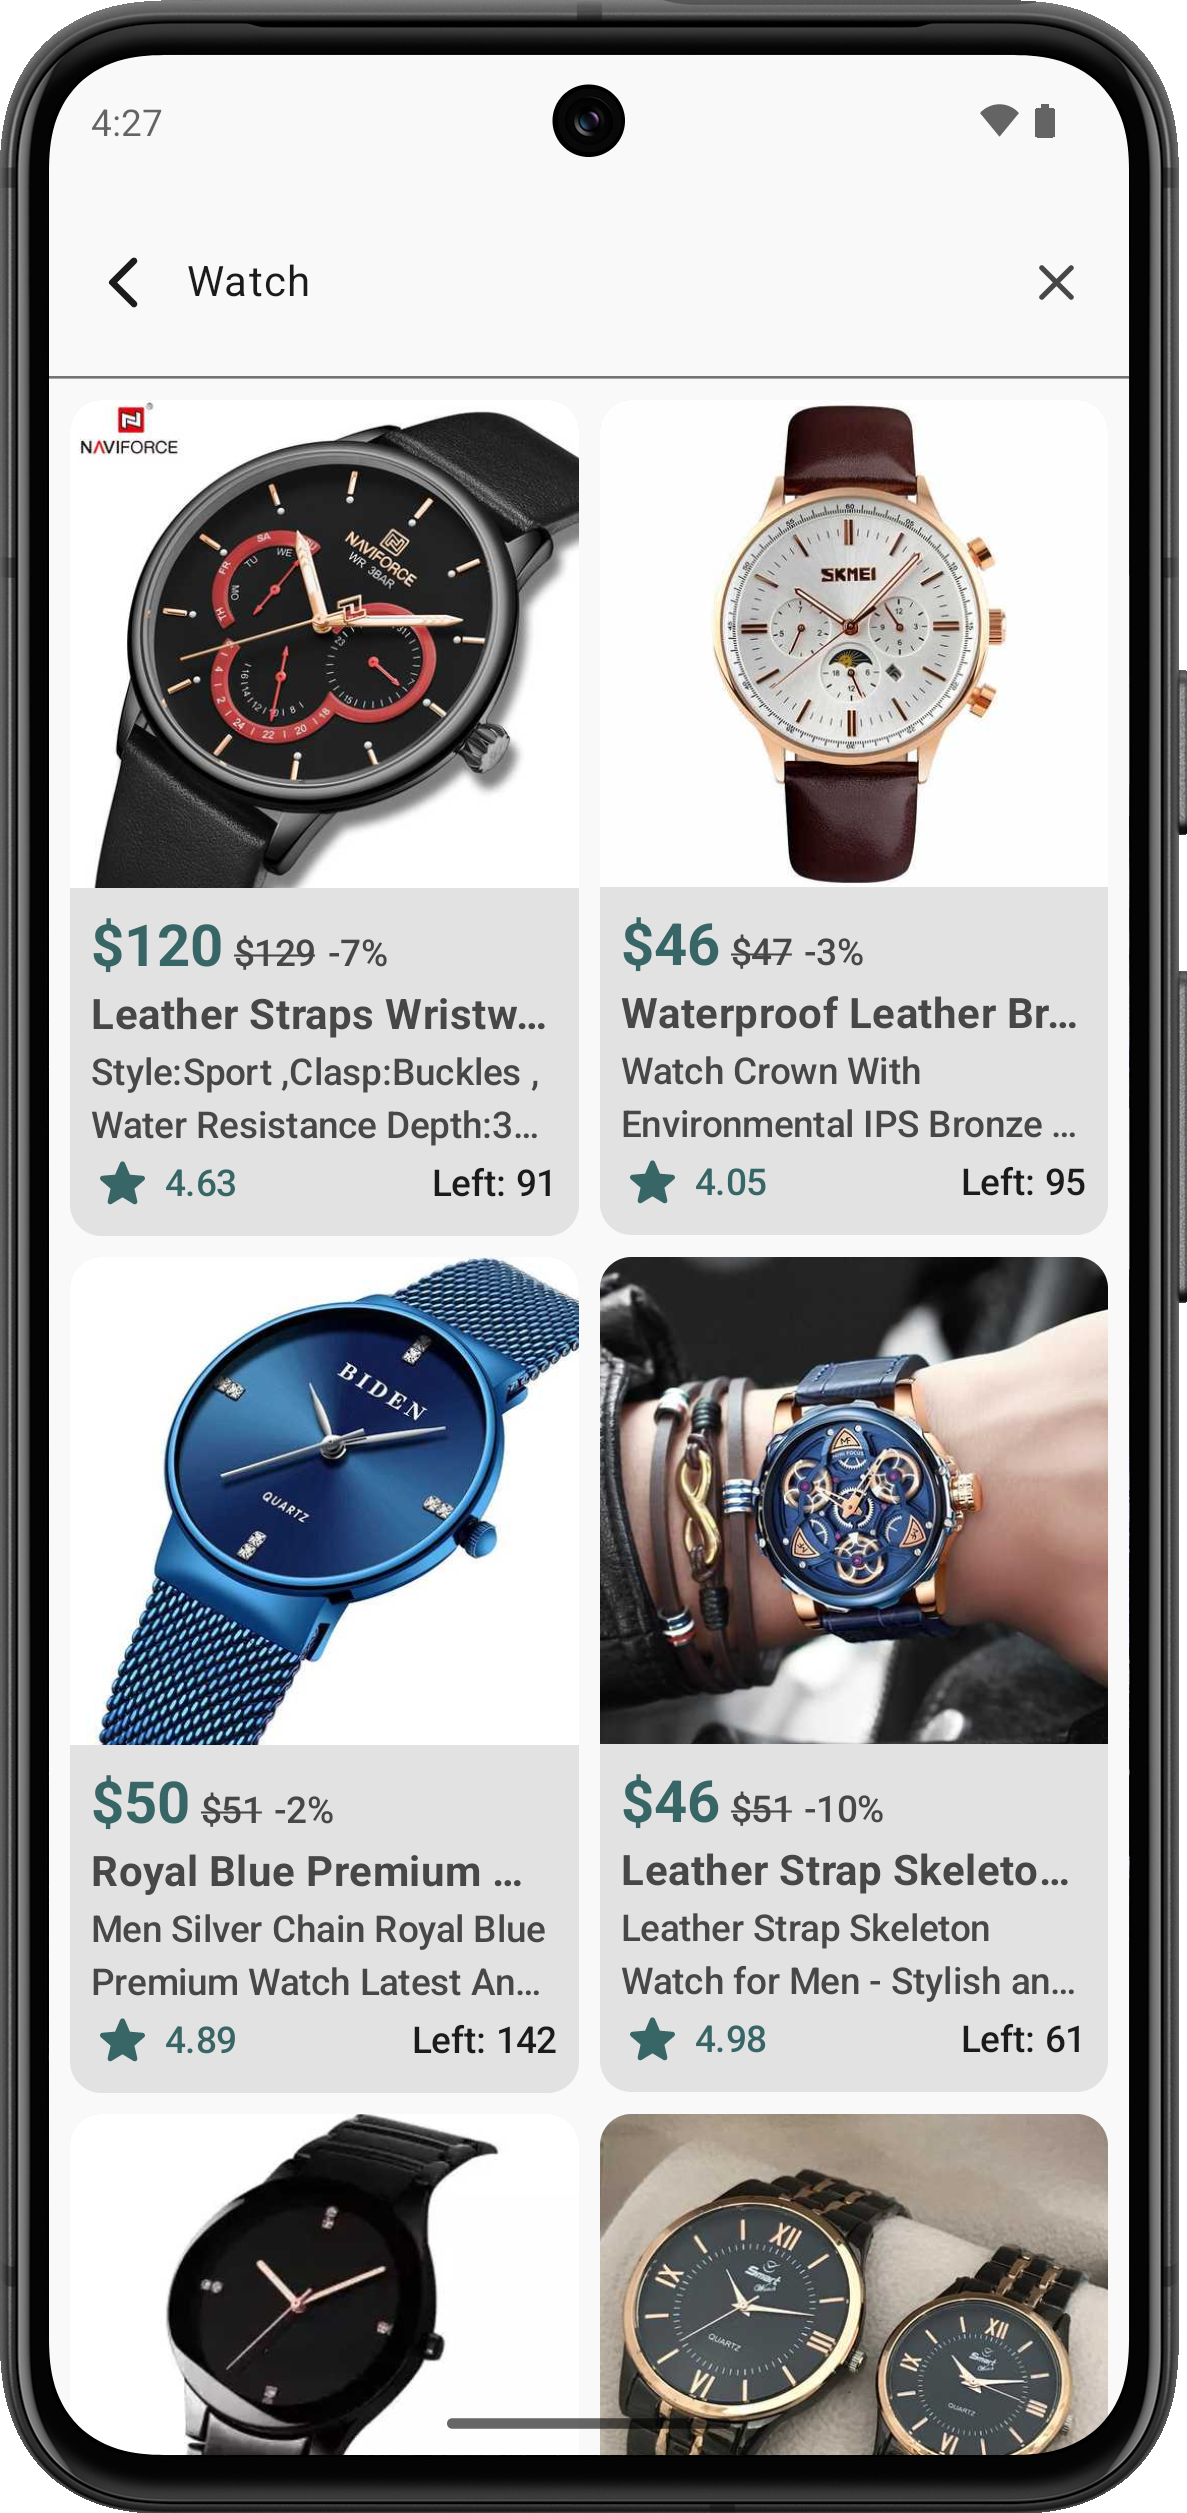 4:27
Watch
NAVIFORCE
NAVIFORCE
WR 3BAR
SKMEI
$120 $129 -7%
Leather Straps Wristw...
Style:Sport ,Clasp:Buckles ,
Water Resistance Depth:3...
4.63 Left: 91
$46 $47 -3%
Waterproof Leather Br...
Watch Crown With
Environmental IPS Bronze ...
4.05 Left: 95
BIDEN
QUARTZ
$50 $51 -2%
Royal Blue Premium ...
Men Silver Chain Royal Blue
Premium Watch Latest An...
4.89 Left: 142
$46 $51 -10%
Leather Strap Skeleto...
Leather Strap Skeleton
Watch for Men - Stylish an...
4.98 Left: 61
Smart
QUARTZ
Smart
QUARTZ